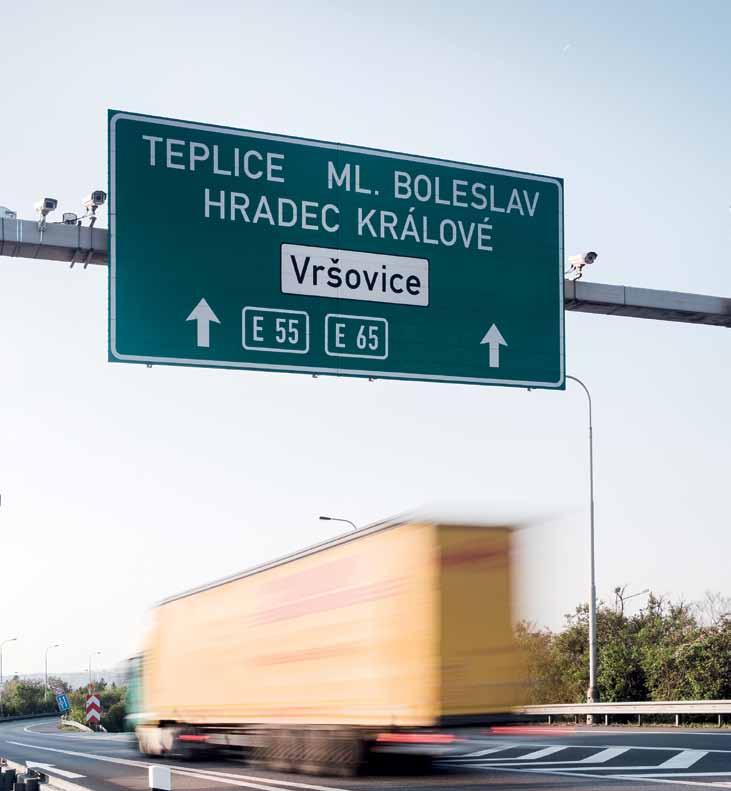 TEPLICE ML. BOLESLAV
HRADEC KRÁLOVÉ
Vršovice
E 55 E 65